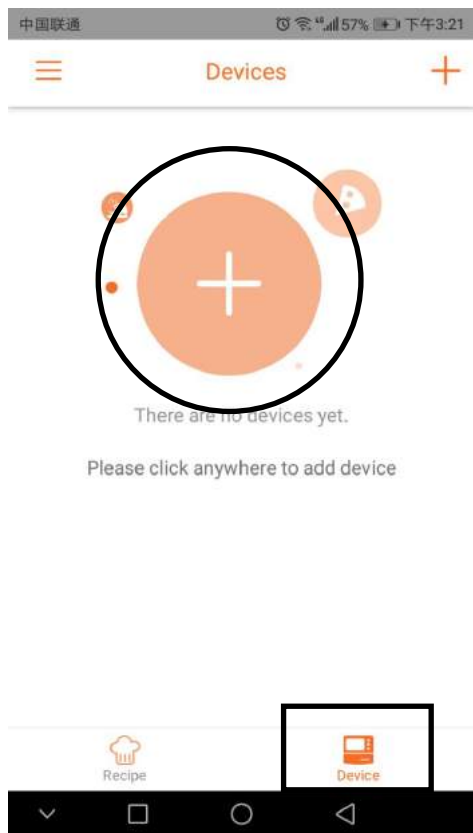 中国联通 57% 下午3:21
Devices
There are no devices yet.
Please click anywhere to add device
Recipe
Device